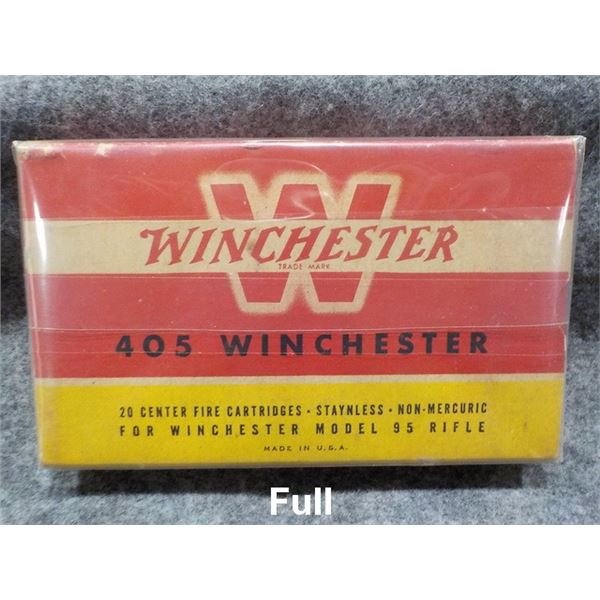 W
WINCHESTER
TRADE MARK
405 WINCHESTER
20 CENTER FIRE CARTRIDGES · STAYNLESS · NON-MERCURIC
FOR WINCHESTER MODEL 95 RIFLE
MADE IN U.S.A.
Full